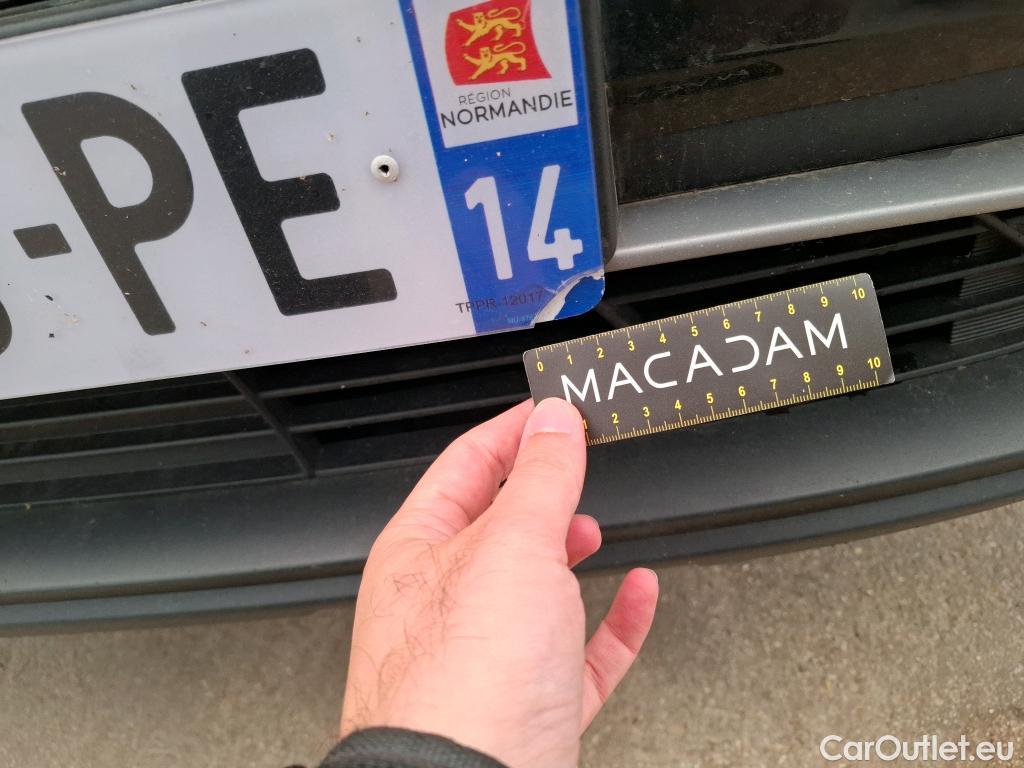 -PE
RÉGION
NORMANDIE
14
TPPR 12017
0 1 2 3 4 5 6 7 8 9 10
MACADAM
1 2 3 4 5 6 7 8 9 10
CarOutlet.eu